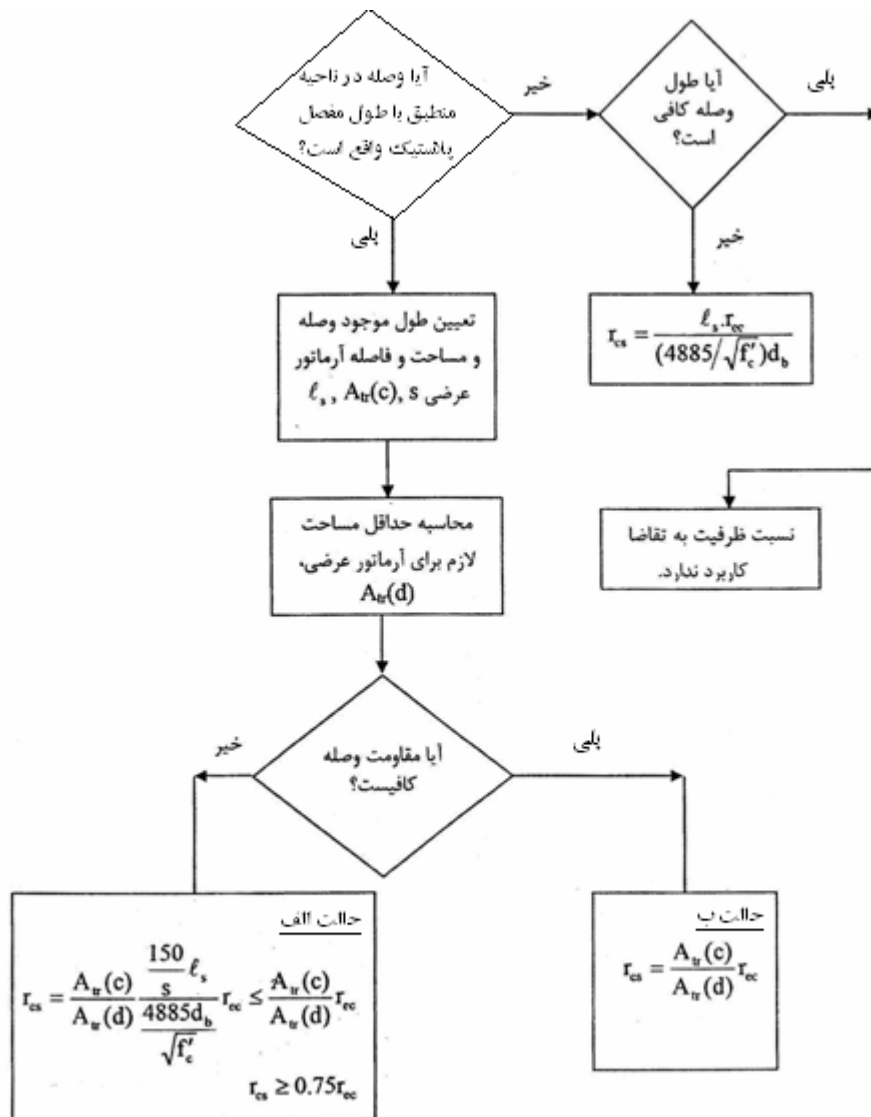 آیا وصله در ناحیه
منطبق با طول مفصل
پلاستیک واقع است؟
خیر
آیا طول
وصله کافی
است؟
بلی
بلی
خیر
تعیین طول موجود وصله
و مساحت و فاصله آرماتور
عرضی ℓ_s , A_tr(c), s
r_cs = ℓ_s.r_ec / (4885/√f′_c)d_b
محاسبه حداقل مساحت
لازم برای آرماتور عرضی،
A_tr(d)
نسبت ظرفیت به تقاضا
کاربرد ندارد.
آیا مقاومت وصله
کافیست؟
خیر
بلی
حالت الف
r_cs = A_tr(c)/A_tr(d) (150/s ℓ_s)/(4885d_b/√f′_c) r_ec ≤ A_tr(c)/A_tr(d) r_ec
r_cs ≥ 0.75r_ec
حالت ب
r_cs = A_tr(c)/A_tr(d) r_ec